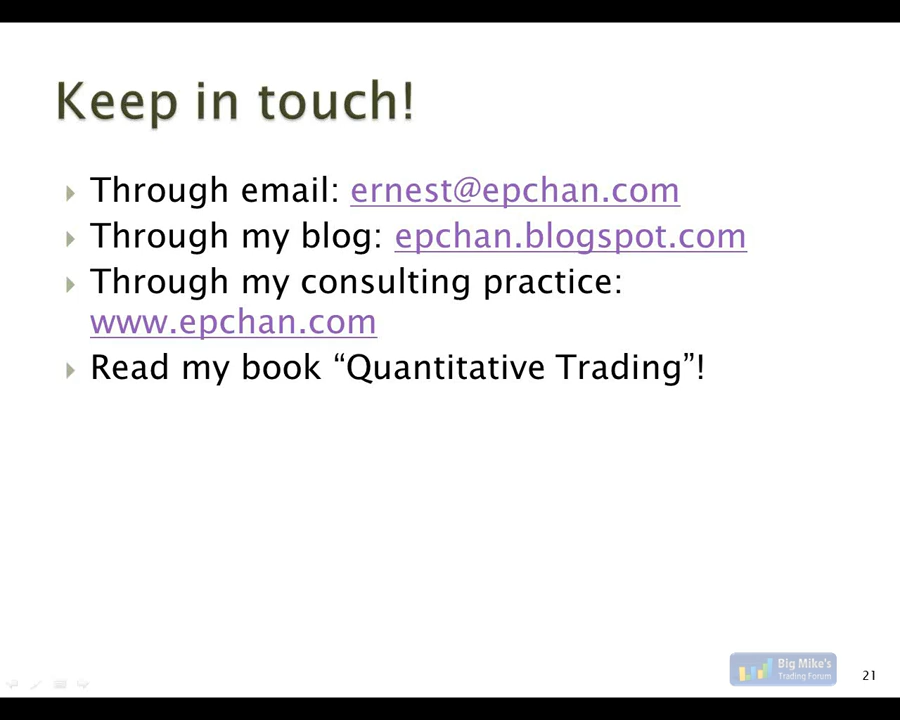 Keep in touch!
Through email: ernest@epchan.com
Through my blog: epchan.blogspot.com
Through my consulting practice:
www.epchan.com
Read my book “Quantitative Trading”!
Big Mike's
Trading Forum
21